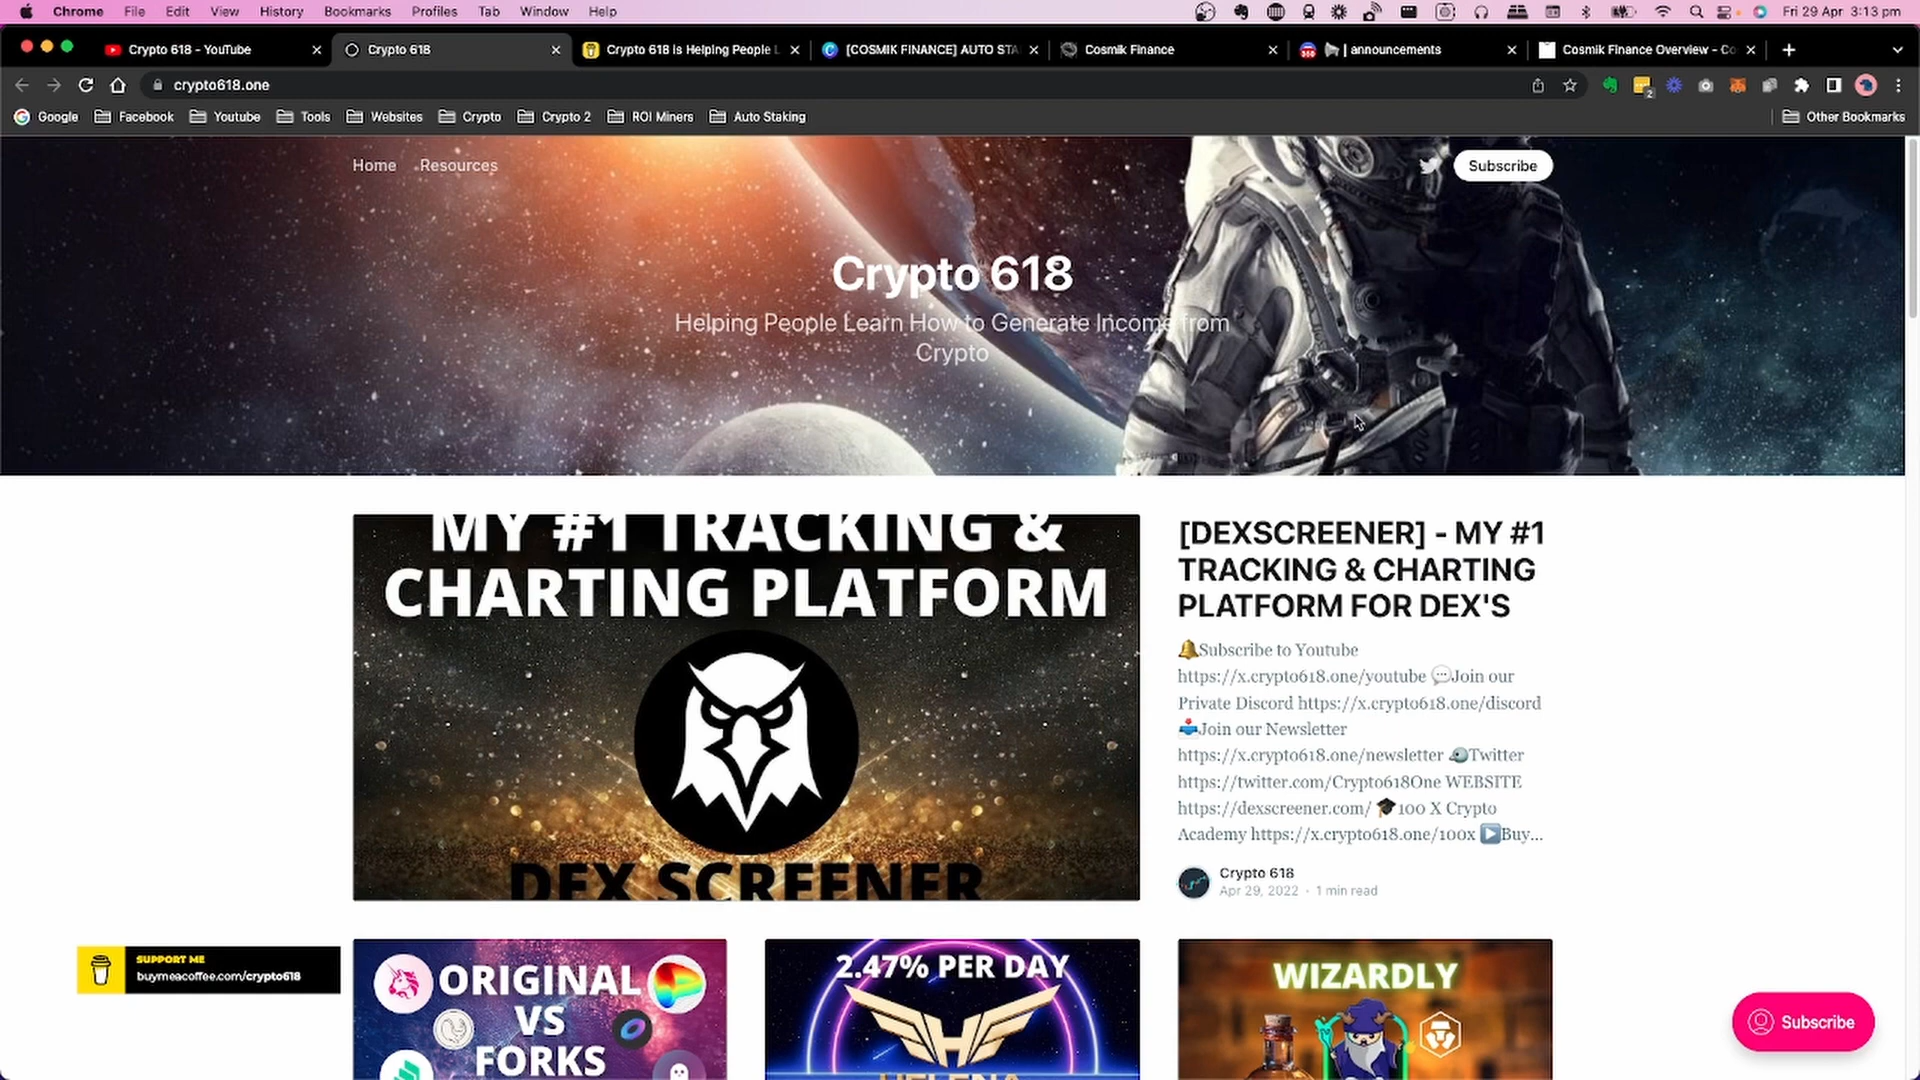 Chrome File Edit View History Bookmarks Profiles Tab Window Help Fri 29 Apr 3:13 pm
Crypto 618 - YouTube
Crypto 618
Crypto 618 is Helping People L
[COSMIK FINANCE] AUTO STA
Cosmik Finance
| announcements
Cosmik Finance Overview - Co
crypto618.one
2
Google Facebook Youtube Tools Websites Crypto Crypto 2 ROI Miners Auto Staking Other Bookmarks
Home Resources Subscribe
Crypto 618
Helping People Learn How to Generate Income from
Crypto
MY #1 TRACKING &
CHARTING PLATFORM
DEX SCREENER
[DEXSCREENER] - MY #1
TRACKING & CHARTING
PLATFORM FOR DEX'S
🔔Subscribe to Youtube
https://x.crypto618.one/youtube 💬Join our
Private Discord https://x.crypto618.one/discord
📩Join our Newsletter
https://x.crypto618.one/newsletter 🐦Twitter
https://twitter.com/Crypto618One WEBSITE
https://dexscreener.com/ 🎓100 X Crypto
Academy https://x.crypto618.one/100x ▶️Buy...
Crypto 618
Apr 29, 2022 · 1 min read
SUPPORT ME
buymeacoffee.com/crypto618
ORIGINAL
VS
FORKS
2.47% PER DAY
HELENA
WIZARDLY
Subscribe